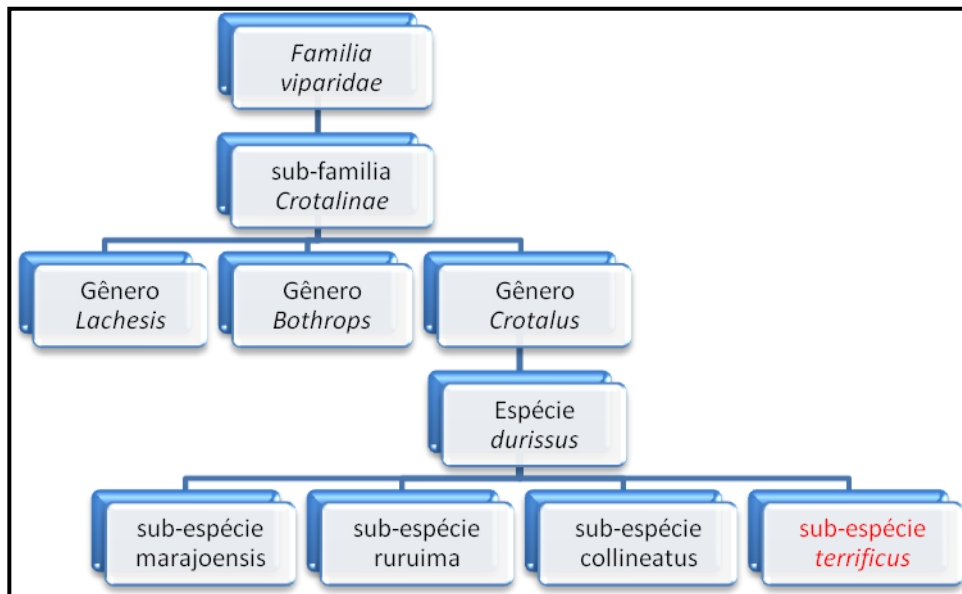 Familia
viparidae
sub-familia
Crotalinae
Gênero
Lachesis
Gênero
Bothrops
Gênero
Crotalus
Espécie
durissus
sub-espécie
marajoensis
sub-espécie
ruruima
sub-espécie
collineatus
sub-espécie
terrificus